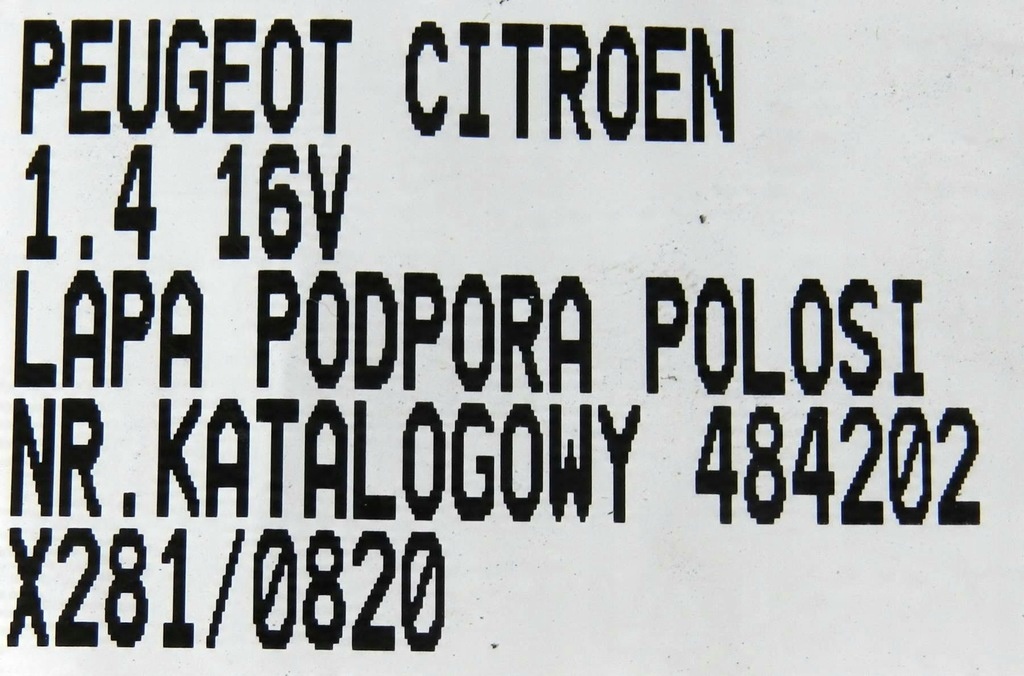 PEUGEOT CITROEN
1.4 16V
LAPA PODPORA POLOSI
NR.KATALOGOWY 484202
X281/0820